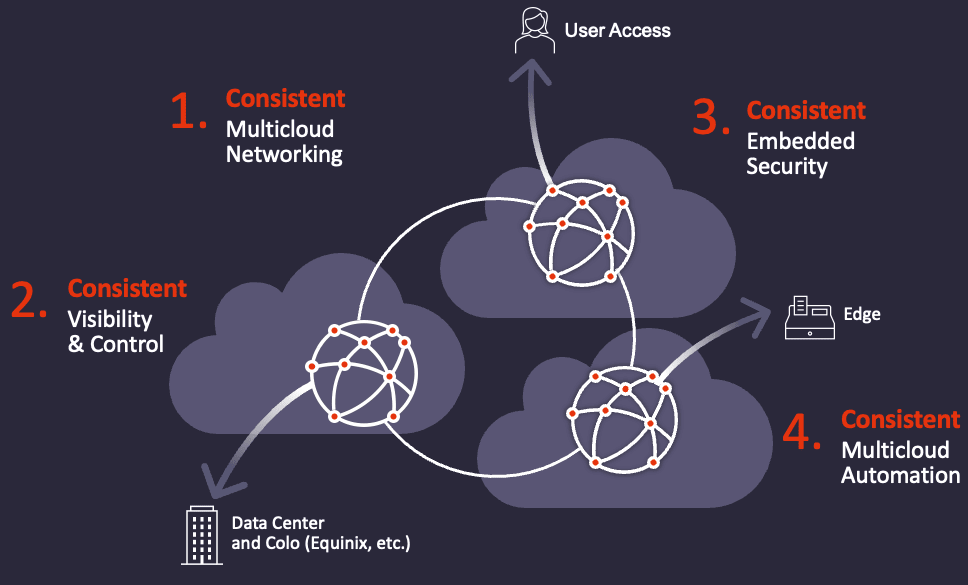 User Access
1. Consistent
Multicloud
Networking
3. Consistent
Embedded
Security
2. Consistent
Visibility
& Control
Edge
4. Consistent
Multicloud
Automation
Data Center
and Colo (Equinix, etc.)